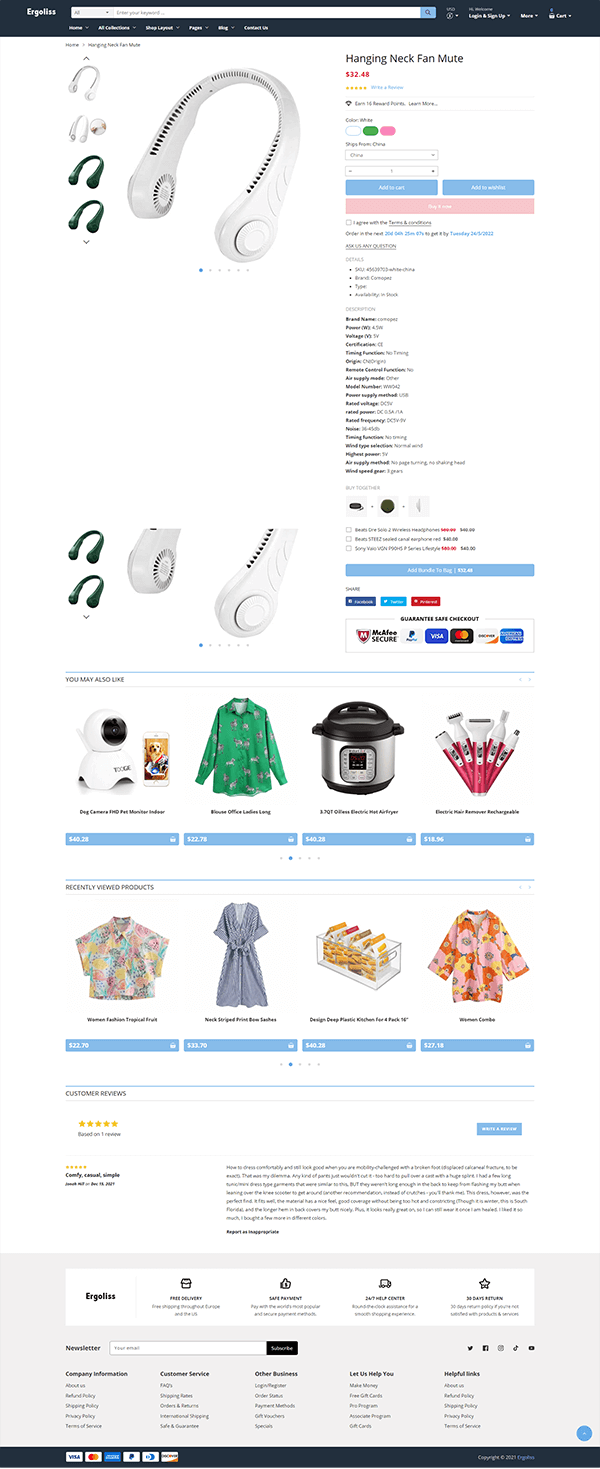 Ergoliss
All
Enter your keyword ...
USD
Hi, Welcome
Login & Sign Up
More
Cart
Home
All Collections
Shop Layout
Pages
Blog
Contact Us
Home > Hanging Neck Fan Mute
Hanging Neck Fan Mute
$32.48
Write a Review
Earn 16 Reward Points. Learn More...
Color: White
Ships From: China
China
− 1 +
Add to cart
Add to wishlist
Buy it now
I agree with the Terms & conditions
Order in the next 20d 04h 25m 07s to get it by Tuesday 24/5/2022
ASK US ANY QUESTION
DETAILS
SKU: 45639703-white-china
Brand: Comopez
Type:
Availability: In Stock
DESCRIPTION
Brand Name: comopez
Power (W): 4.5W
Voltage (V): 5V
Certification: CE
Timing Function: No Timing
Origin: CN(Origin)
Remote Control Function: No
Air supply mode: Other
Model Number: WW042
Power supply method: USB
Rated voltage: DC5V
rated power: DC 0.5A /1A
Rated frequency: DC5V-9V
Noise: 36-45db
Timing function: No timing
Wind type selection: Normal wind
Highest power: 5V
Air supply method: No page turning, no shaking head
Wind speed gear: 3 gears
BUY TOGETHER
Beats Dre Solo 2 Wireless Headphones $80.00 $40.00
Beats STEEZ sealed canal earphone red $40.00
Sony Vaio VGN P90HS P Series Lifestyle $80.00 $40.00
Add Bundle To Bag | $32.48
SHARE
Facebook
Twitter
Pinterest
GUARANTEE SAFE CHECKOUT
McAfee SECURE
PayPal
VISA
mastercard
DISCOVER
AMERICAN EXPRESS
YOU MAY ALSO LIKE
TOOGE
Dog Camera FHD Pet Monitor Indoor
Blouse Office Ladies Long
3.7QT Oilless Electric Hot AirFryer
Electric Hair Remover Rechargeable
$40.28
$22.78
$40.28
$18.96
RECENTLY VIEWED PRODUCTS
Women Fashion Tropical Fruit
Neck Striped Print Bow Sashes
Design Deep Plastic Kitchen For 4 Pack 16"
Women Combo
$22.70
$33.70
$40.28
$27.18
CUSTOMER REVIEWS
Based on 1 review
WRITE A REVIEW
Comfy, casual, simple
Jonah Hill on Dec 15, 2021
How to dress comfortably and still look good when you are mobility-challenged with a broken foot (displaced calcaneal fracture, to be
exact). That was my dilemma. Any kind of pants just wouldn't cut it - too hard to pull over a cast with a huge splint. I had a few long
tunic/mini dress type garments that were similar to this, BUT they weren't long enough in the back to keep from flashing my butt when
leaning over the knee scooter to get around (another recommendation, instead of crutches - you'll thank me). This dress, however, was the
perfect find. It fits well, the material has a nice feel, good coverage without being too hot and constricting (Though it is winter, this is South
Florida), and the longer hem in back covers my butt nicely. Plus, it looks really great on, so I can still wear it once I am healed. I liked it so
much, I bought a few more in different colors.
Report as Inappropriate
Ergoliss
FREE DELIVERY
Free shipping throughout Europe
and the US.
SAFE PAYMENT
Pay with the world's most popular
and secure payment methods.
24/7 HELP CENTER
Round-the-clock assistance for a
smooth shopping experience.
30 DAYS RETURN
30 days return policy if you're not
satisfied with products & services
Newsletter
Your email
Subscribe
Company Information
About us
Refund Policy
Shipping Policy
Privacy Policy
Terms of Service
Customer Service
FAQ's
Shipping Rates
Orders & Returns
International Shipping
Safe & Guarantee
Other Business
Login/Register
Order Status
Payment Methods
Gift Vouchers
Specials
Let Us Help You
Make Money
Free Gift Cards
Pro Program
Associate Program
Gift Cards
Helpful links
About us
Refund Policy
Shipping Policy
Privacy Policy
Terms of Service
VISA
DISCOVER
Copyright © 2021 Ergoliss